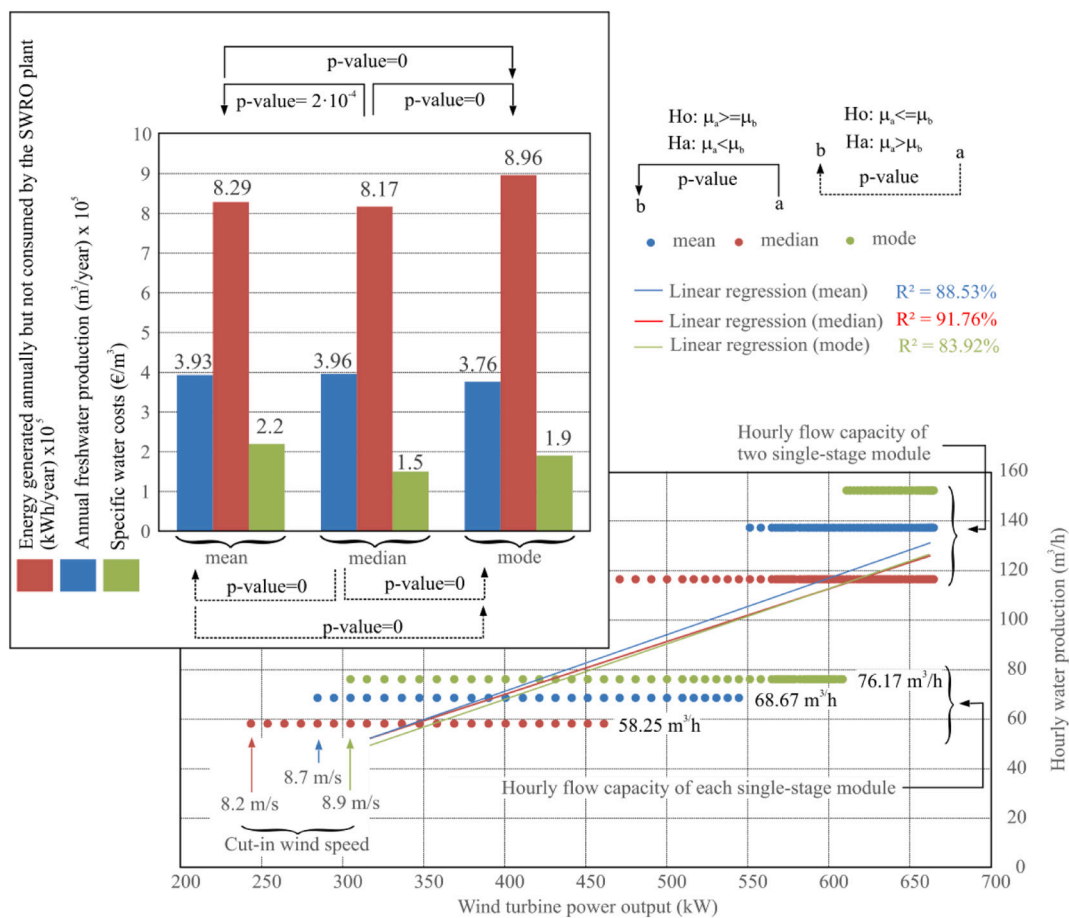 Energy generated annually but not consumed by the SWRO plant
(kWh/year) x10⁵
Annual freshwater production (m³/year) x 10⁵
Specific water costs (€/m³)
p-value=0
p-value= 2·10⁻⁴
p-value=0
10
9
8
7
6
5
4
3
2
1
0
8.29
8.17
8.96
3.93
3.96
3.76
2.2
1.5
1.9
mean
median
mode
p-value=0
p-value=0
p-value=0
Ho: μₐ>=μ_b
Ha: μₐ<μ_b
p-value
b
a
Ho: μₐ<=μ_b
Ha: μₐ>μ_b
b
a
p-value
mean
median
mode
Linear regression (mean) R² = 88.53%
Linear regression (median) R² = 91.76%
Linear regression (mode) R² = 83.92%
Hourly flow capacity of
two single-stage module
160
140
120
100
80
60
40
20
0
Hourly water production (m³/h)
76.17 m³/h
68.67 m³/h
58.25 m³/h
8.7 m/s
8.2 m/s
8.9 m/s
Cut-in wind speed
Hourly flow capacity of each single-stage module
200 250 300 350 400 450 500 550 600 650 700
Wind turbine power output (kW)